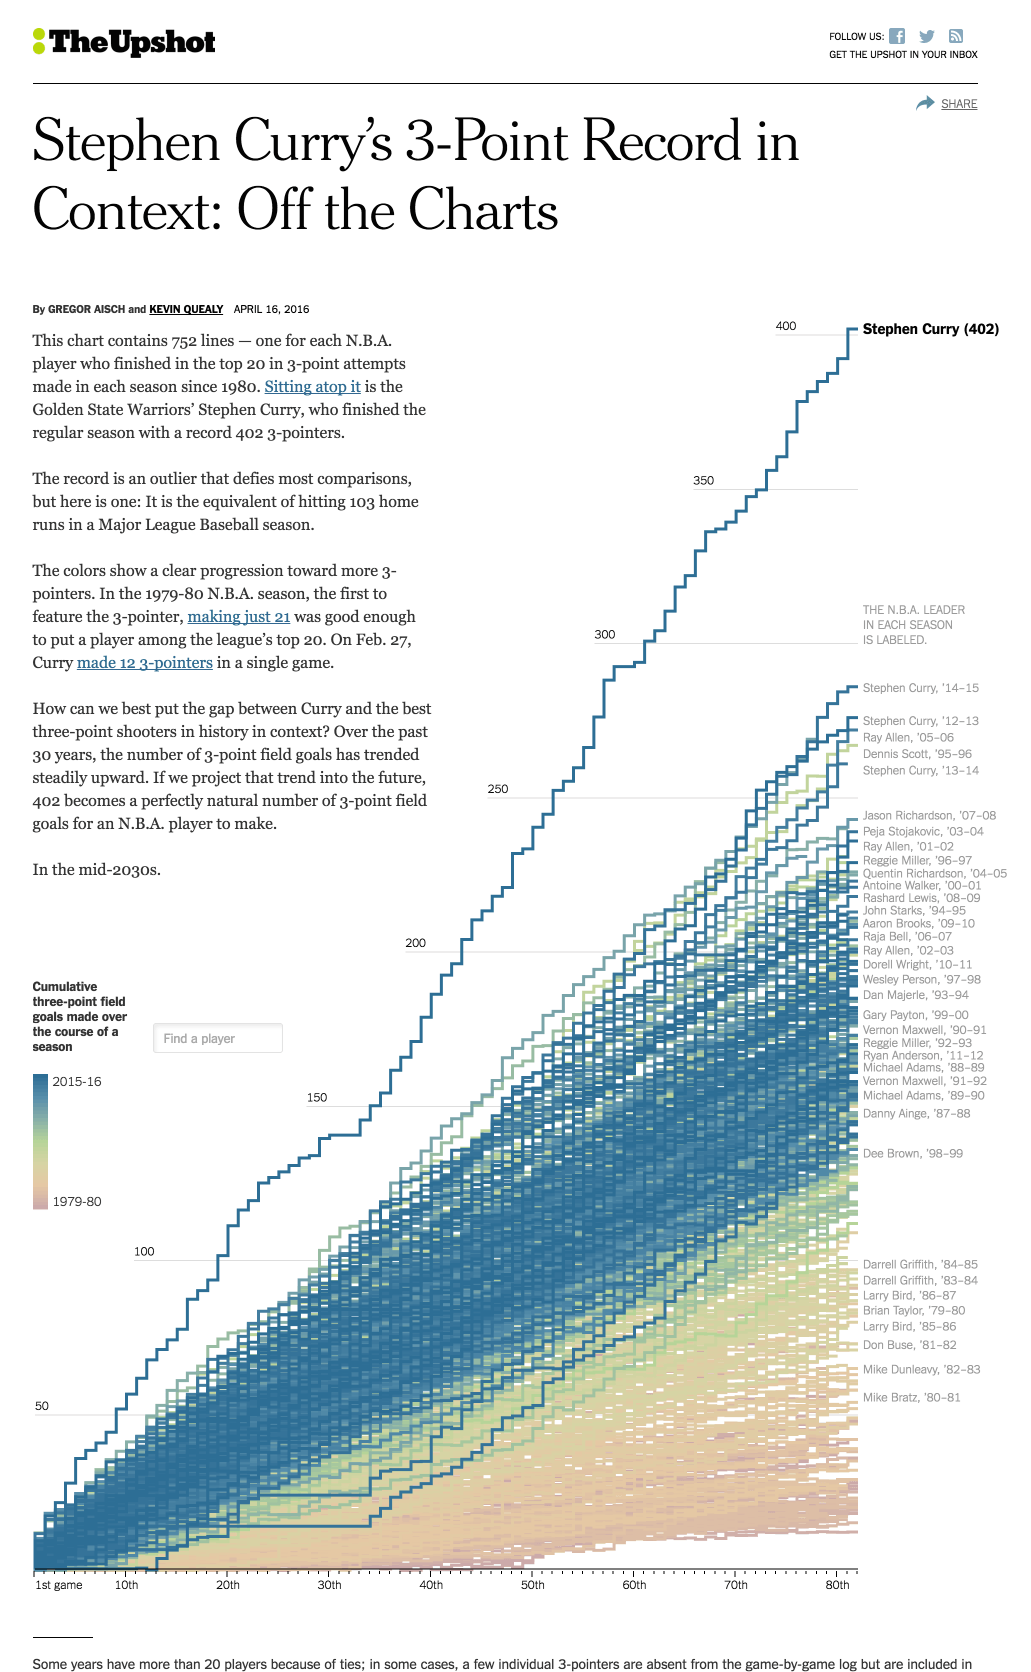 TheUpshot
FOLLOW US:
GET THE UPSHOT IN YOUR INBOX
SHARE
Stephen Curry’s 3-Point Record in
Context: Off the Charts
By GREGOR AISCH and KEVIN QUEALY APRIL 16, 2016
This chart contains 752 lines — one for each N.B.A.
player who finished in the top 20 in 3-point attempts
made in each season since 1980. Sitting atop it is the
Golden State Warriors’ Stephen Curry, who finished the
regular season with a record 402 3-pointers.
The record is an outlier that defies most comparisons,
but here is one: It is the equivalent of hitting 103 home
runs in a Major League Baseball season.
The colors show a clear progression toward more 3-
pointers. In the 1979-80 N.B.A. season, the first to
feature the 3-pointer, making just 21 was good enough
to put a player among the league’s top 20. On Feb. 27,
Curry made 12 3-pointers in a single game.
How can we best put the gap between Curry and the best
three-point shooters in history in context? Over the past
30 years, the number of 3-point field goals has trended
steadily upward. If we project that trend into the future,
402 becomes a perfectly natural number of 3-point field
goals for an N.B.A. player to make.
In the mid-2030s.
Cumulative
three-point field
goals made over
the course of a
season
Find a player
2015-16
1979-80
400
350
300
250
200
150
100
50
Stephen Curry (402)
THE N.B.A. LEADER
IN EACH SEASON
IS LABELED.
Stephen Curry, ’14–15
Stephen Curry, ’12–13
Ray Allen, ’05–06
Dennis Scott, ’95–96
Stephen Curry, ’13–14
Jason Richardson, ’07–08
Peja Stojakovic, ’03–04
Ray Allen, ’01–02
Reggie Miller, ’96–97
Quentin Richardson, ’04–05
Antoine Walker, ’00–01
Rashard Lewis, ’08–09
John Starks, ’94–95
Aaron Brooks, ’09–10
Raja Bell, ’06–07
Ray Allen, ’02–03
Dorell Wright, ’10–11
Wesley Person, ’97–98
Dan Majerle, ’93–94
Gary Payton, ’99–00
Vernon Maxwell, ’90–91
Reggie Miller, ’92–93
Ryan Anderson, ’11–12
Michael Adams, ’88–89
Vernon Maxwell, ’91–92
Michael Adams, ’89–90
Danny Ainge, ’87–88
Dee Brown, ’98–99
Darrell Griffith, ’84–85
Darrell Griffith, ’83–84
Larry Bird, ’86–87
Brian Taylor, ’79–80
Larry Bird, ’85–86
Don Buse, ’81–82
Mike Dunleavy, ’82–83
Mike Bratz, ’80–81
1st game 10th 20th 30th 40th 50th 60th 70th 80th
Some years have more than 20 players because of ties; in some cases, a few individual 3-pointers are absent from the game-by-game log but are included in